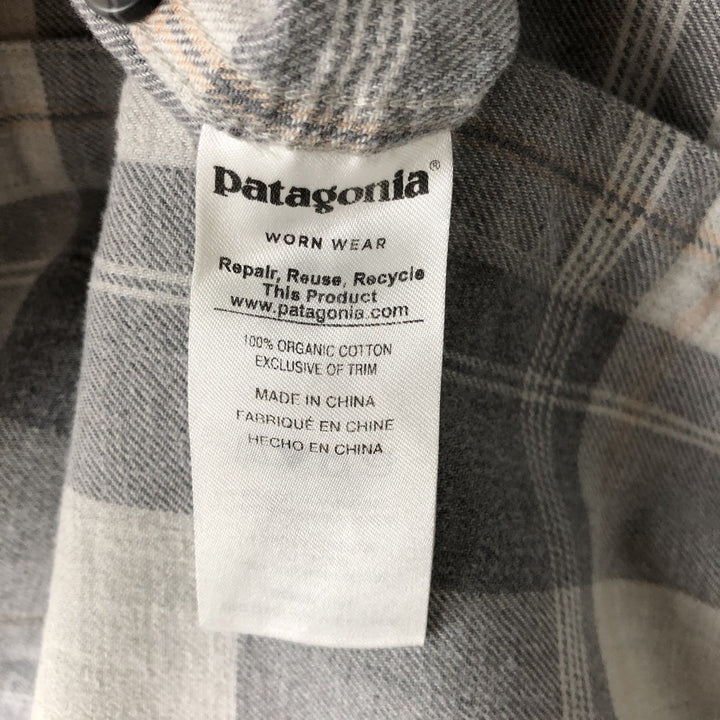 patagonia®
WORN WEAR
Repair, Reuse, Recycle
This Product
www.patagonia.com
100% ORGANIC COTTON
EXCLUSIVE OF TRIM
MADE IN CHINA
FABRIQUÉ EN CHINE
HECHO EN CHINA